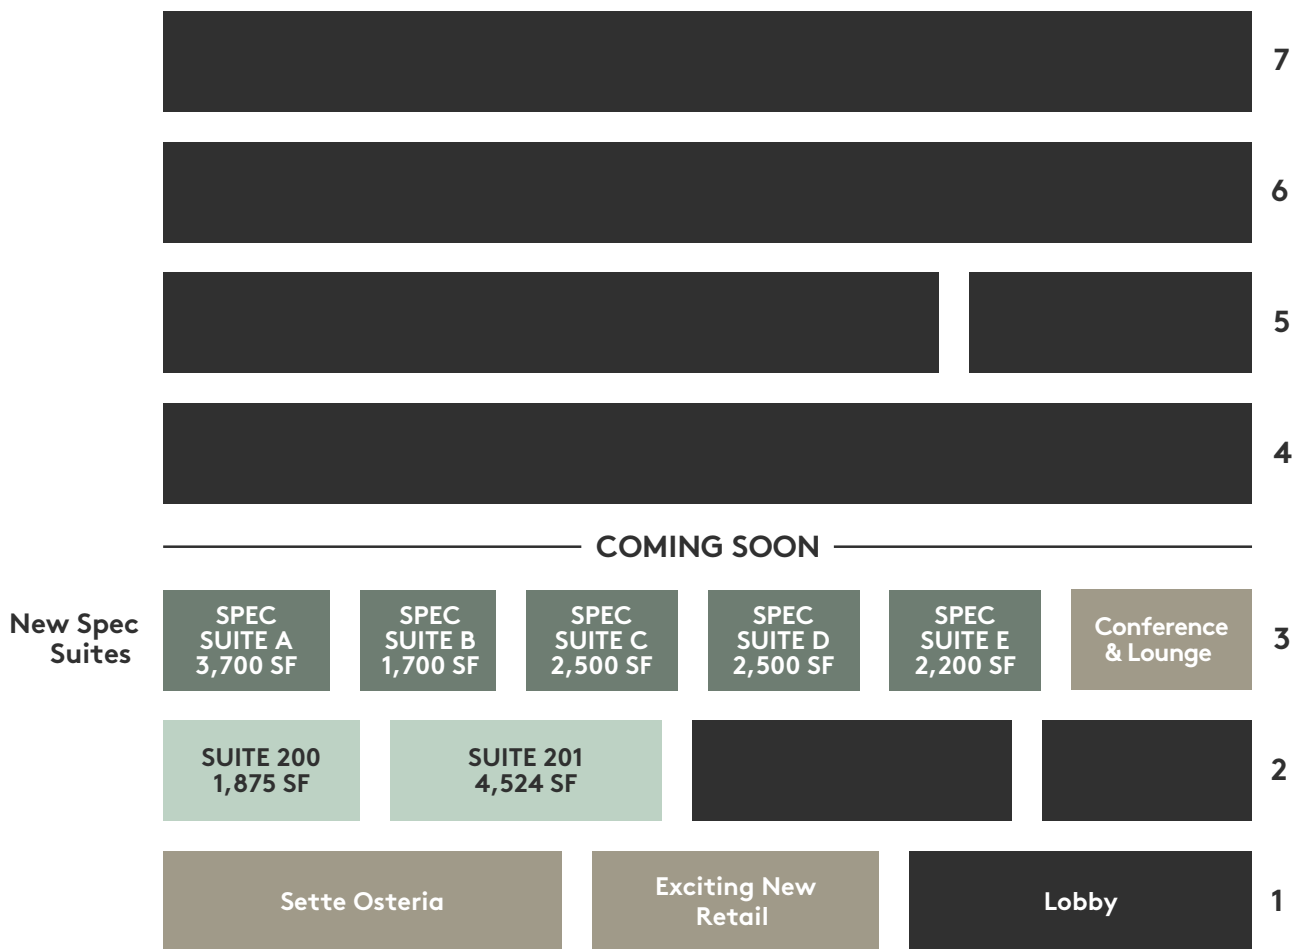 7
6
5
4
COMING SOON
New Spec
Suites
SPEC
SUITE A
3,700 SF
SPEC
SUITE B
1,700 SF
SPEC
SUITE C
2,500 SF
SPEC
SUITE D
2,500 SF
SPEC
SUITE E
2,200 SF
Conference
& Lounge
3
SUITE 200
1,875 SF
SUITE 201
4,524 SF
2
Sette Osteria
Exciting New
Retail
Lobby
1